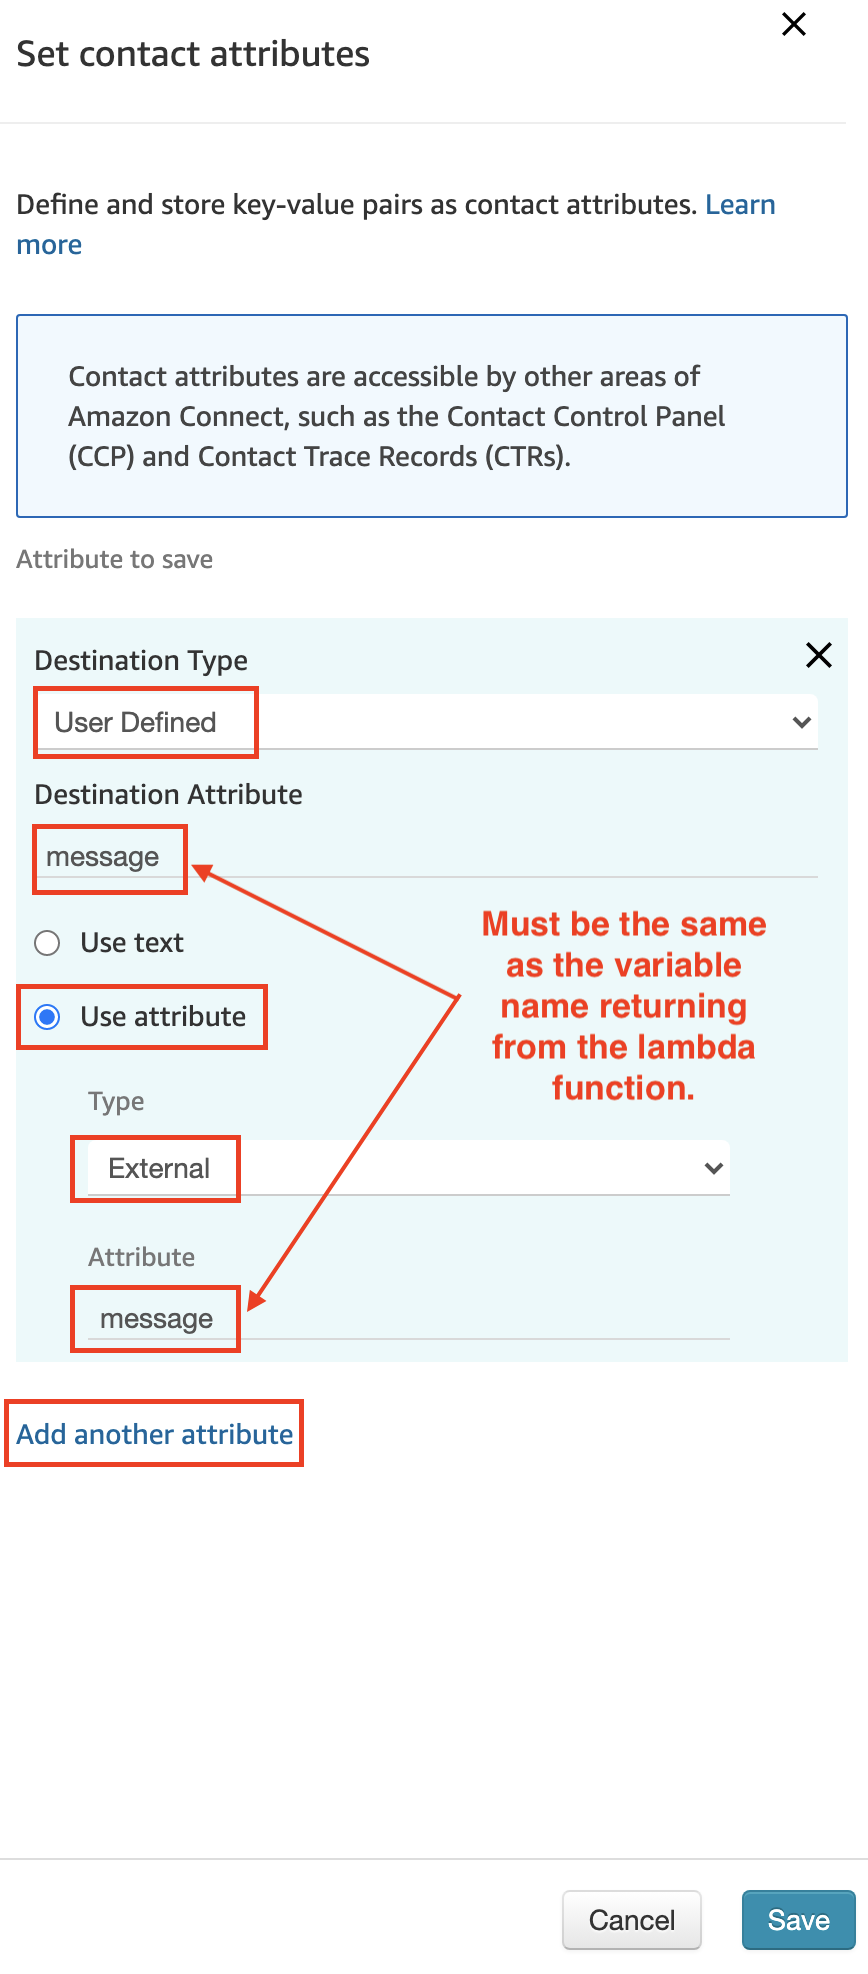 Set contact attributes
Define and store key-value pairs as contact attributes. Learn
more
Contact attributes are accessible by other areas of
Amazon Connect, such as the Contact Control Panel
(CCP) and Contact Trace Records (CTRs).
Attribute to save
Destination Type
User Defined
Destination Attribute
message
Use text
Use attribute
Must be the same
as the variable
name returning
from the lambda
function.
Type
External
Attribute
message
Add another attribute
Cancel
Save